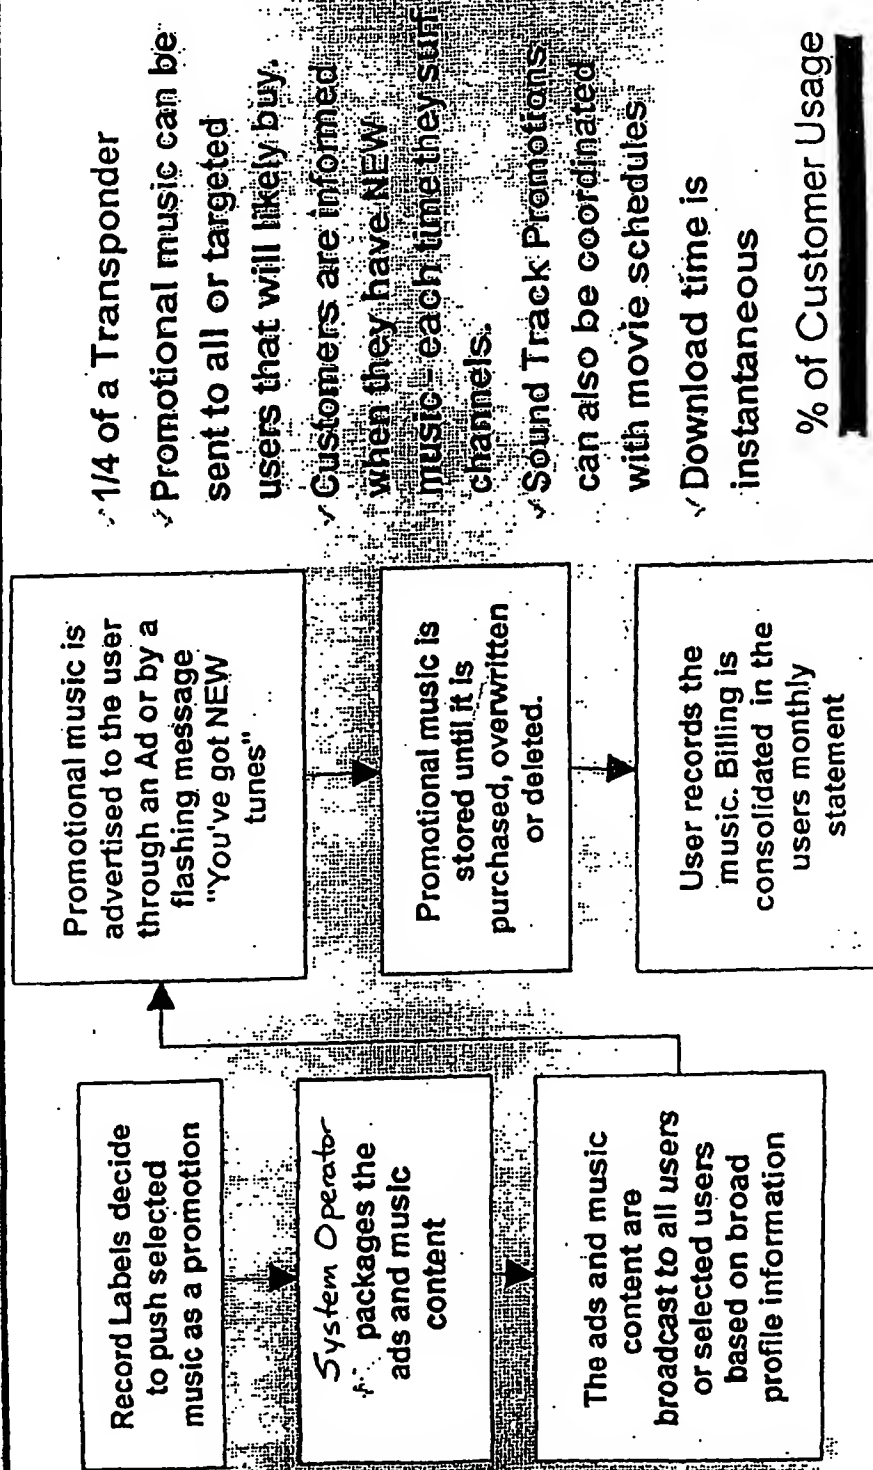 Record Labels decide
to push selected
music as a promotion
System Operator
packages the
ads and music
content
The ads and music
content are
broadcast to all users
or selected users
based on broad
profile information
Promotional music is
advertised to the user
through an Ad or by a
flashing message
"You've got NEW
tunes"
Promotional music is
stored until it is
purchased, overwritten
or deleted.
User records the
music. Billing is
consolidated in the
users monthly
statement
✓1/4 of a Transponder
✓Promotional music can be
sent to all or targeted
users that will likely buy.
✓Customers are informed
when they have NEW
music - each time they surf
channels.
✓Sound Track Promotions
can also be coordinated
with movie schedules
✓Download time is
instantaneous
% of Customer Usage